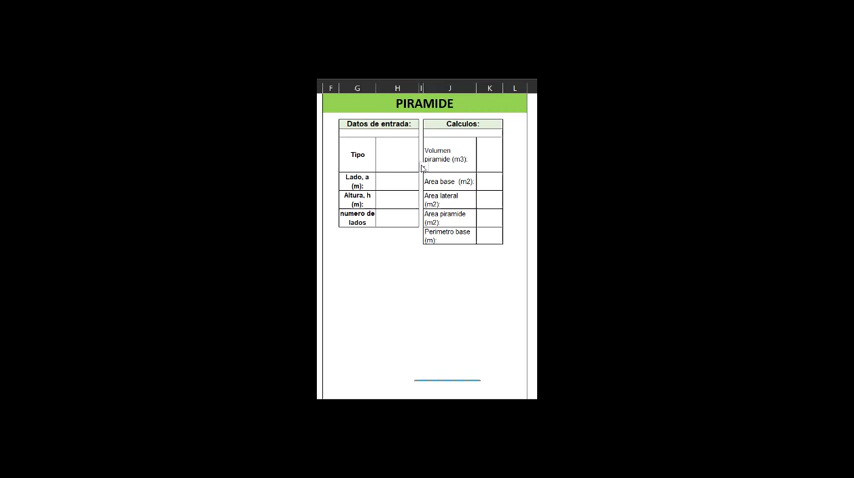 F G H I J K L
PIRAMIDE
Datos de entrada: Calculos:
Tipo
Volumen
piramide (m3):
Lado, a
(m):
Area base (m2):
Altura, h
(m):
Area lateral
(m2):
numero de
lados
Area piramide
(m2):
Perimetro base
(m):